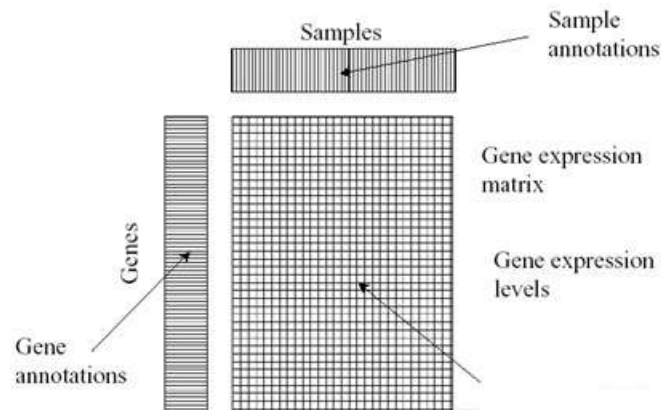 Samples
Sample
annotations
Gene expression
matrix
Genes
Gene expression
levels
Gene
annotations